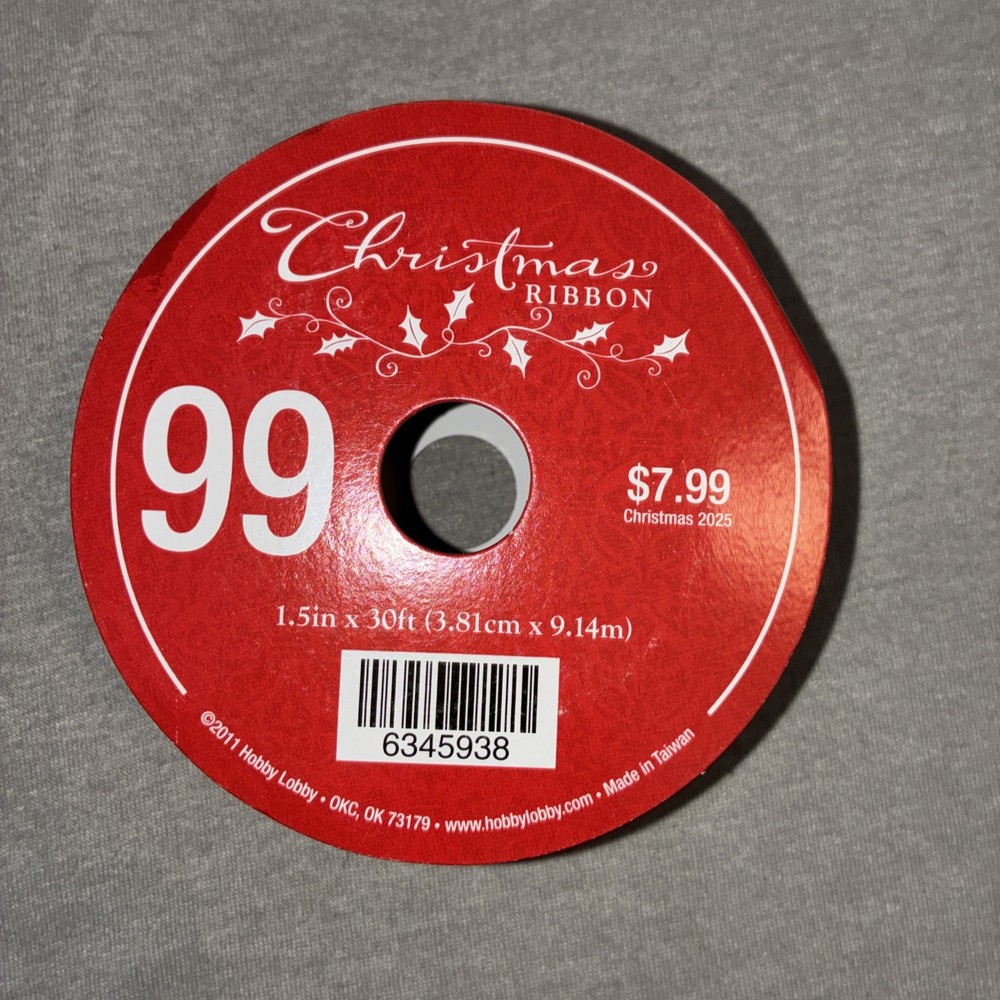 Christmas
RIBBON
99
$7.99
Christmas 2025
1.5in x 30ft (3.81cm x 9.14m)
6345938
©2011 Hobby Lobby • OKC, OK 73179 • www.hobbylobby.com • Made in Taiwan